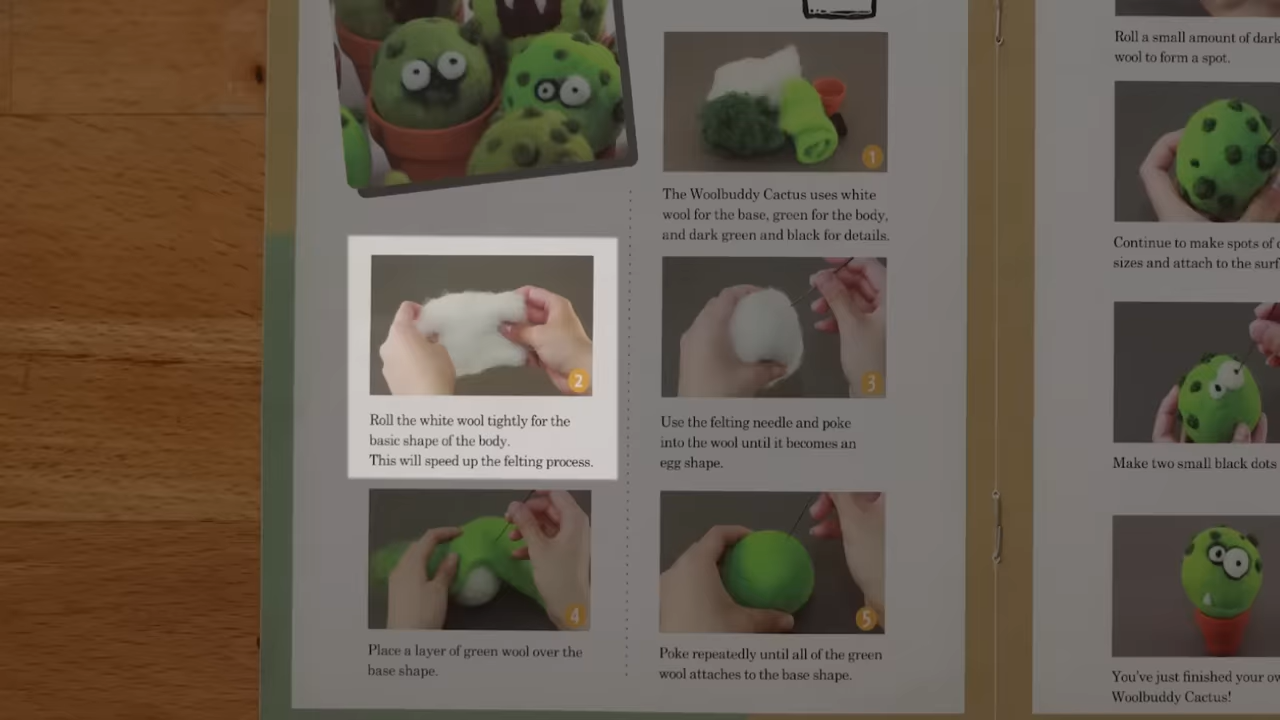 1
The Woolbuddy Cactus uses white
wool for the base, green for the body,
and dark green and black for details.
2
Roll the white wool tightly for the
basic shape of the body.
This will speed up the felting process.
3
Use the felting needle and poke
into the wool until it becomes an
egg shape.
4
Place a layer of green wool over the
base shape.
5
Poke repeatedly until all of the green
wool attaches to the base shape.
Roll a small amount of dark
wool to form a spot.
Continue to make spots of
sizes and attach to the
Make two small black dots
You've just finished your
Woolbuddy Cactus!